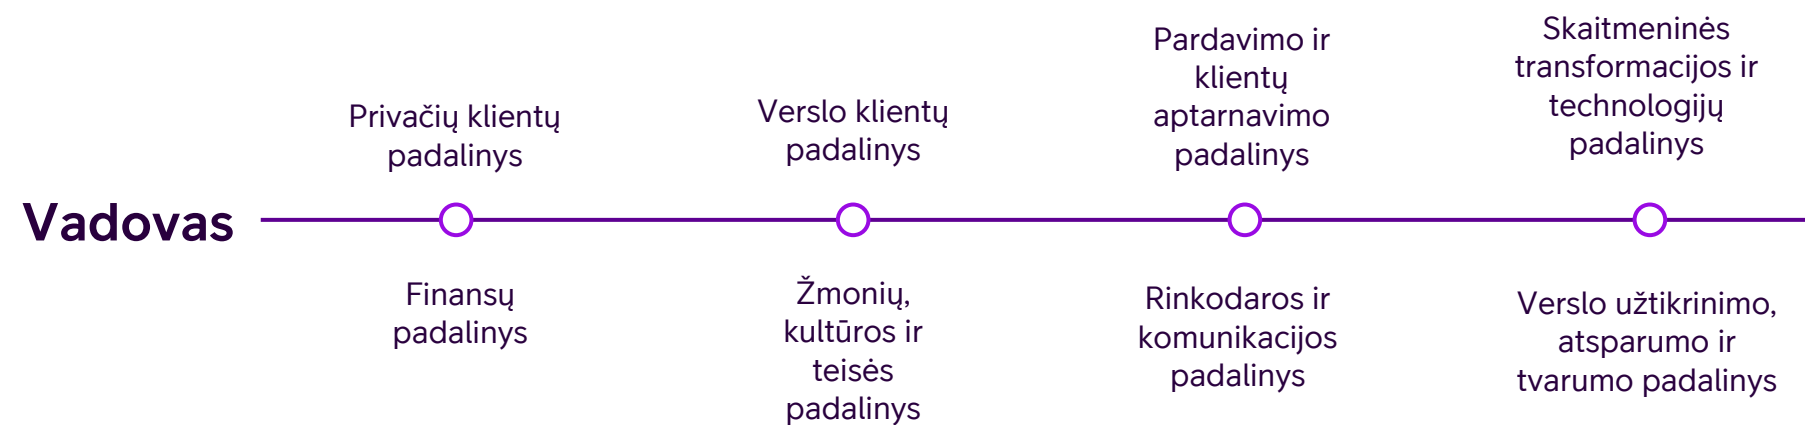 Privačių klientų
padalinys
Verslo klientų
padalinys
Pardavimo ir
klientų
aptarnavimo
padalinys
Skaitmeninės
transformacijos ir
technologijų
padalinys
Vadovas
Finansų
padalinys
Žmonių,
kultūros ir
teisės
padalinys
Rinkodaros ir
komunikacijos
padalinys
Verslo užtikrinimo,
atsparumo ir
tvarumo padalinys